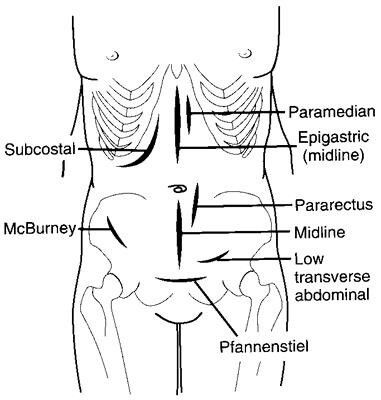 Paramedian
Epigastric
(midline)
Subcostal
Pararectus
McBurney
Midline
Low
transverse
abdominal
Pfannenstiel